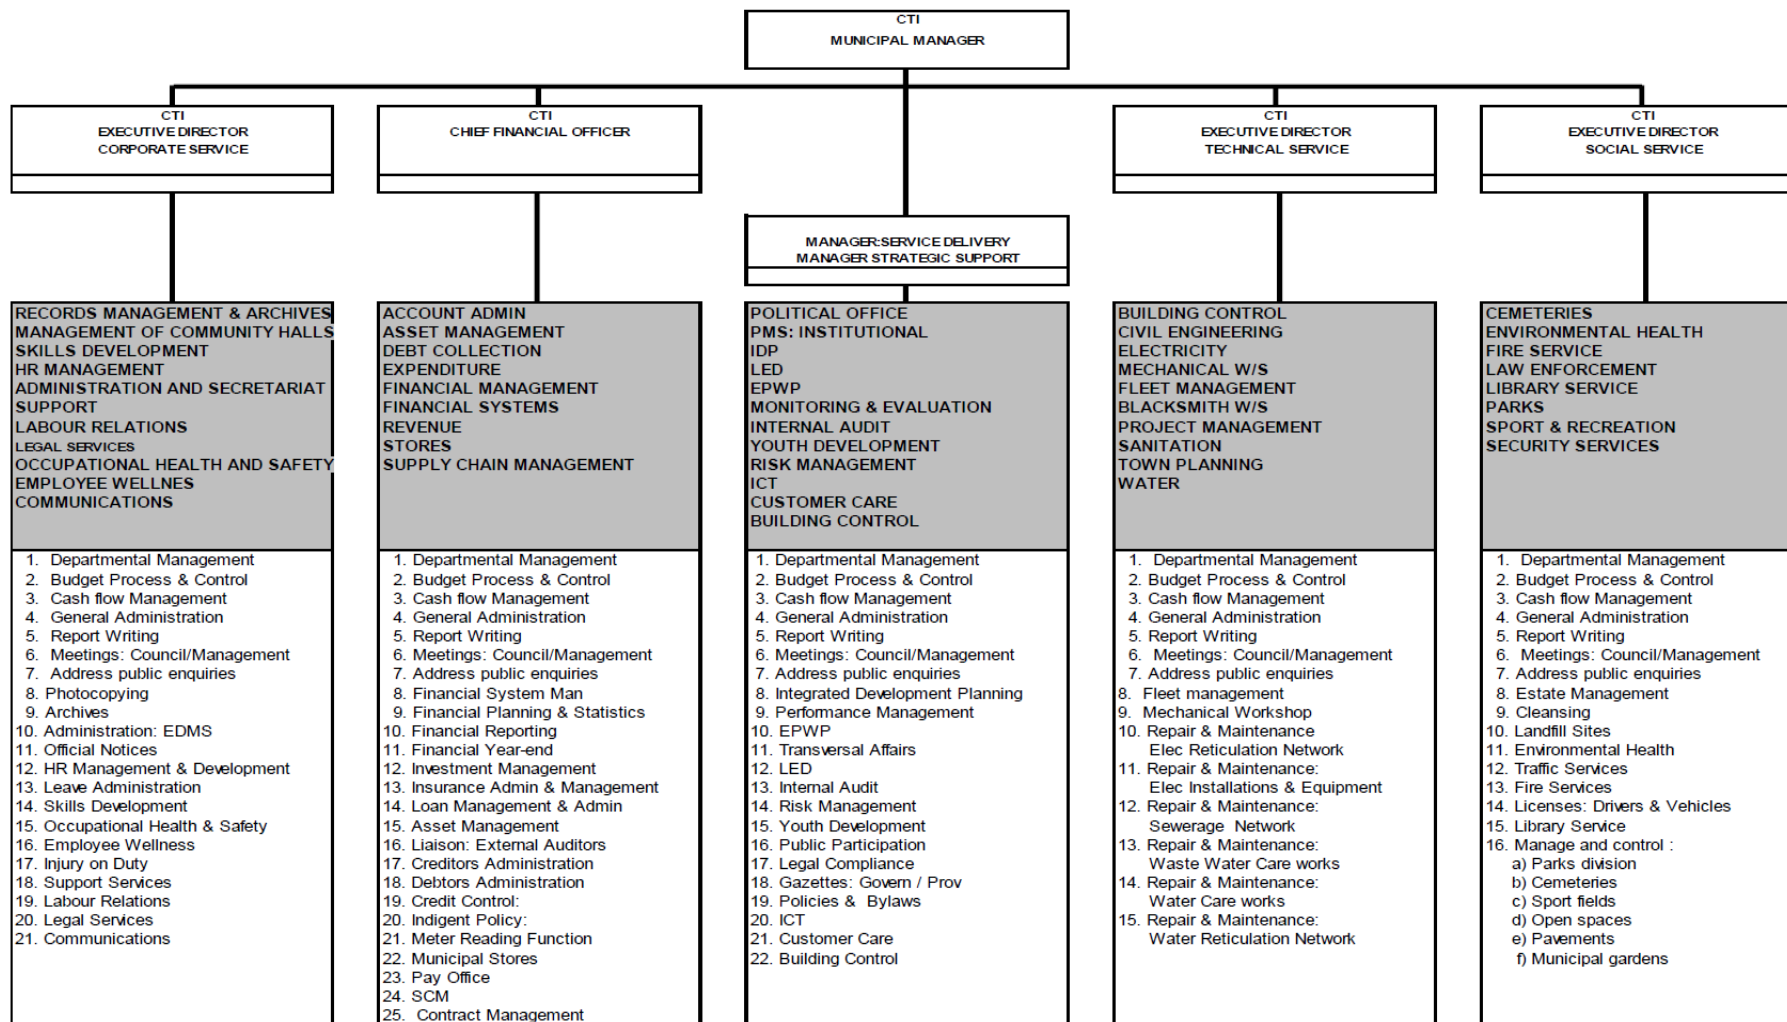 CTI
MUNICIPAL MANAGER
CTI
EXECUTIVE DIRECTOR
CORPORATE SERVICE
CTI
CHIEF FINANCIAL OFFICER
CTI
EXECUTIVE DIRECTOR
TECHNICAL SERVICE
CTI
EXECUTIVE DIRECTOR
SOCIAL SERVICE
MANAGER:SERVICE DELIVERY
MANAGER STRATEGIC SUPPORT
RECORDS MANAGEMENT & ARCHIVES
MANAGEMENT OF COMMUNITY HALLS
SKILLS DEVELOPMENT
HR MANAGEMENT
ADMINISTRATION AND SECRETARIAT
SUPPORT
LABOUR RELATIONS
LEGAL SERVICES
OCCUPATIONAL HEALTH AND SAFETY
EMPLOYEE WELLNES
COMMUNICATIONS
1. Departmental Management
2. Budget Process & Control
3. Cash flow Management
4. General Administration
5. Report Writing
6. Meetings: Council/Management
7. Address public enquiries
8. Photocopying
9. Archives
10. Administration: EDMS
11. Official Notices
12. HR Management & Development
13. Leave Administration
14. Skills Development
15. Occupational Health & Safety
16. Employee Wellness
17. Injury on Duty
18. Support Services
19. Labour Relations
20. Legal Services
21. Communications
ACCOUNT ADMIN
ASSET MANAGEMENT
DEBT COLLECTION
EXPENDITURE
FINANCIAL MANAGEMENT
FINANCIAL SYSTEMS
REVENUE
STORES
SUPPLY CHAIN MANAGEMENT
1. Departmental Management
2. Budget Process & Control
3. Cash flow Management
4. General Administration
5. Report Writing
6. Meetings: Council/Management
7. Address public enquiries
8. Financial System Man
9. Financial Planning & Statistics
10. Financial Reporting
11. Financial Year-end
12. Investment Management
13. Insurance Admin & Management
14. Loan Management & Admin
15. Asset Management
16. Liaison: External Auditors
17. Creditors Administration
18. Debtors Administration
19. Credit Control:
20. Indigent Policy:
21. Meter Reading Function
22. Municipal Stores
23. Pay Office
24. SCM
25. Contract Management
POLITICAL OFFICE
PMS: INSTITUTIONAL
IDP
LED
EPWP
MONITORING & EVALUATION
INTERNAL AUDIT
YOUTH DEVELOPMENT
RISK MANAGEMENT
ICT
CUSTOMER CARE
BUILDING CONTROL
1. Departmental Management
2. Budget Process & Control
3. Cash flow Management
4. General Administration
5. Report Writing
6. Meetings: Council/Management
7. Address public enquiries
8. Integrated Development Planning
9. Performance Management
10. EPWP
11. Transversal Affairs
12. LED
13. Internal Audit
14. Risk Management
15. Youth Development
16. Public Participation
17. Legal Compliance
18. Gazettes: Govern / Prov
19. Policies & Bylaws
20. ICT
21. Customer Care
22. Building Control
BUILDING CONTROL
CIVIL ENGINEERING
ELECTRICITY
MECHANICAL W/S
FLEET MANAGEMENT
BLACKSMITH W/S
PROJECT MANAGEMENT
SANITATION
TOWN PLANNING
WATER
1. Departmental Management
2. Budget Process & Control
3. Cash flow Management
4. General Administration
5. Report Writing
6. Meetings: Council/Management
7. Address public enquiries
8. Fleet management
9. Mechanical Workshop
10. Repair & Maintenance
Elec Reticulation Network
11. Repair & Maintenance:
Elec Installations & Equipment
12. Repair & Maintenance:
Sewerage Network
13. Repair & Maintenance:
Waste Water Care works
14. Repair & Maintenance:
Water Care works
15. Repair & Maintenance:
Water Reticulation Network
CEMETERIES
ENVIRONMENTAL HEALTH
FIRE SERVICE
LAW ENFORCEMENT
LIBRARY SERVICE
PARKS
SPORT & RECREATION
SECURITY SERVICES
1. Departmental Management
2. Budget Process & Control
3. Cash flow Management
4. General Administration
5. Report Writing
6. Meetings: Council/Management
7. Address public enquiries
8. Estate Management
9. Cleansing
10. Landfill Sites
11. Environmental Health
12. Traffic Services
13. Fire Services
14. Licenses: Drivers & Vehicles
15. Library Service
16. Manage and control :
a) Parks division
b) Cemeteries
c) Sport fields
d) Open spaces
e) Pavements
f) Municipal gardens